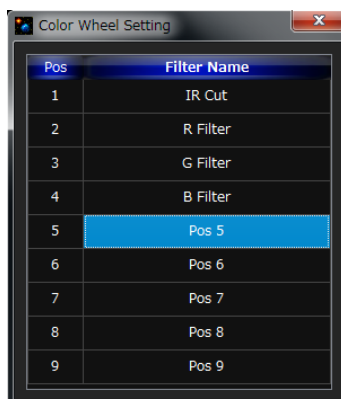 Color Wheel Setting
Pos Filter Name
1 IR Cut
2 R Filter
3 G Filter
4 B Filter
5 Pos 5
6 Pos 6
7 Pos 7
8 Pos 8
9 Pos 9